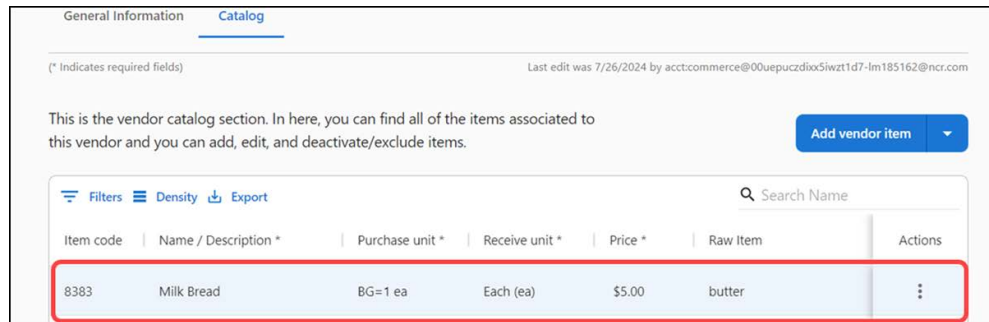 General Information Catalog
(* Indicates required fields) Last edit was 7/26/2024 by acct:commerce@00uepuczdixx5iwzt1d7-lm185162@ncr.com
This is the vendor catalog section. In here, you can find all of the items associated to
this vendor and you can add, edit, and deactivate/exclude items.
Add vendor item
Filters Density Export Search Name
Item code Name / Description * Purchase unit * Receive unit * Price * Raw Item Actions
8383 Milk Bread BG=1 ea Each (ea) $5.00 butter